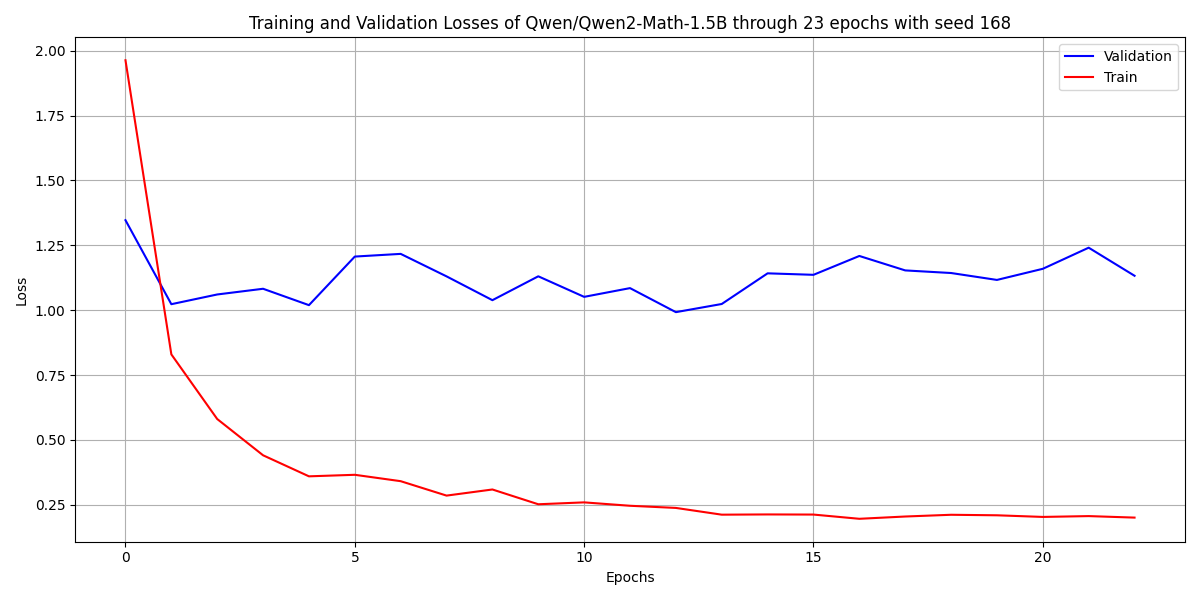 Training and Validation Losses of Qwen/Qwen2-Math-1.5B through 23 epochs with seed 168
Validation
Train
2.00
1.75
1.50
1.25
1.00
0.75
0.50
0.25
Loss
0
5
10
15
20
Epochs